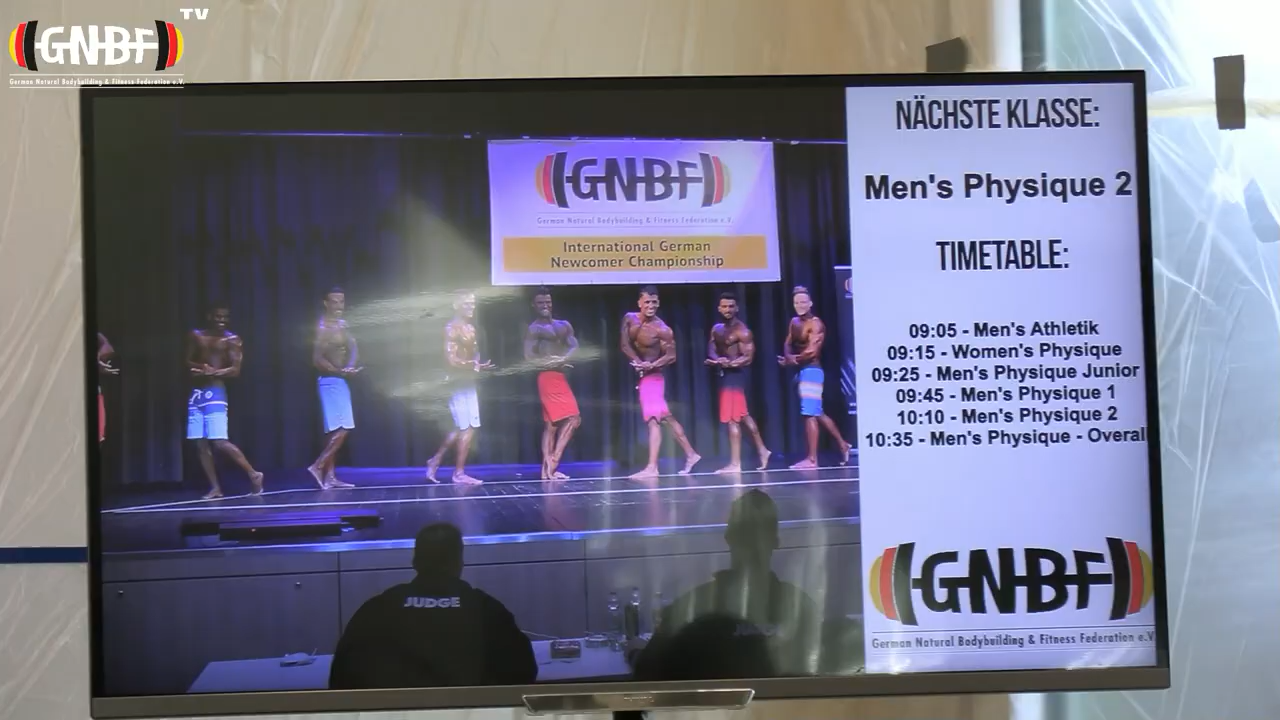 TV
GNBF
German Natural Bodybuilding & Fitness Federation e.V.
GNBF
German Natural Bodybuilding & Fitness Federation e.V.
International German
Newcomer Championship
JUDGE
NÄCHSTE KLASSE:
Men's Physique 2
TIMETABLE:
09:05 - Men's Athletik
09:15 - Women's Physique
09:25 - Men's Physique Junior
09:45 - Men's Physique 1
10:10 - Men's Physique 2
10:35 - Men's Physique - Overall
GNBF
German Natural Bodybuilding & Fitness Federation e.V.